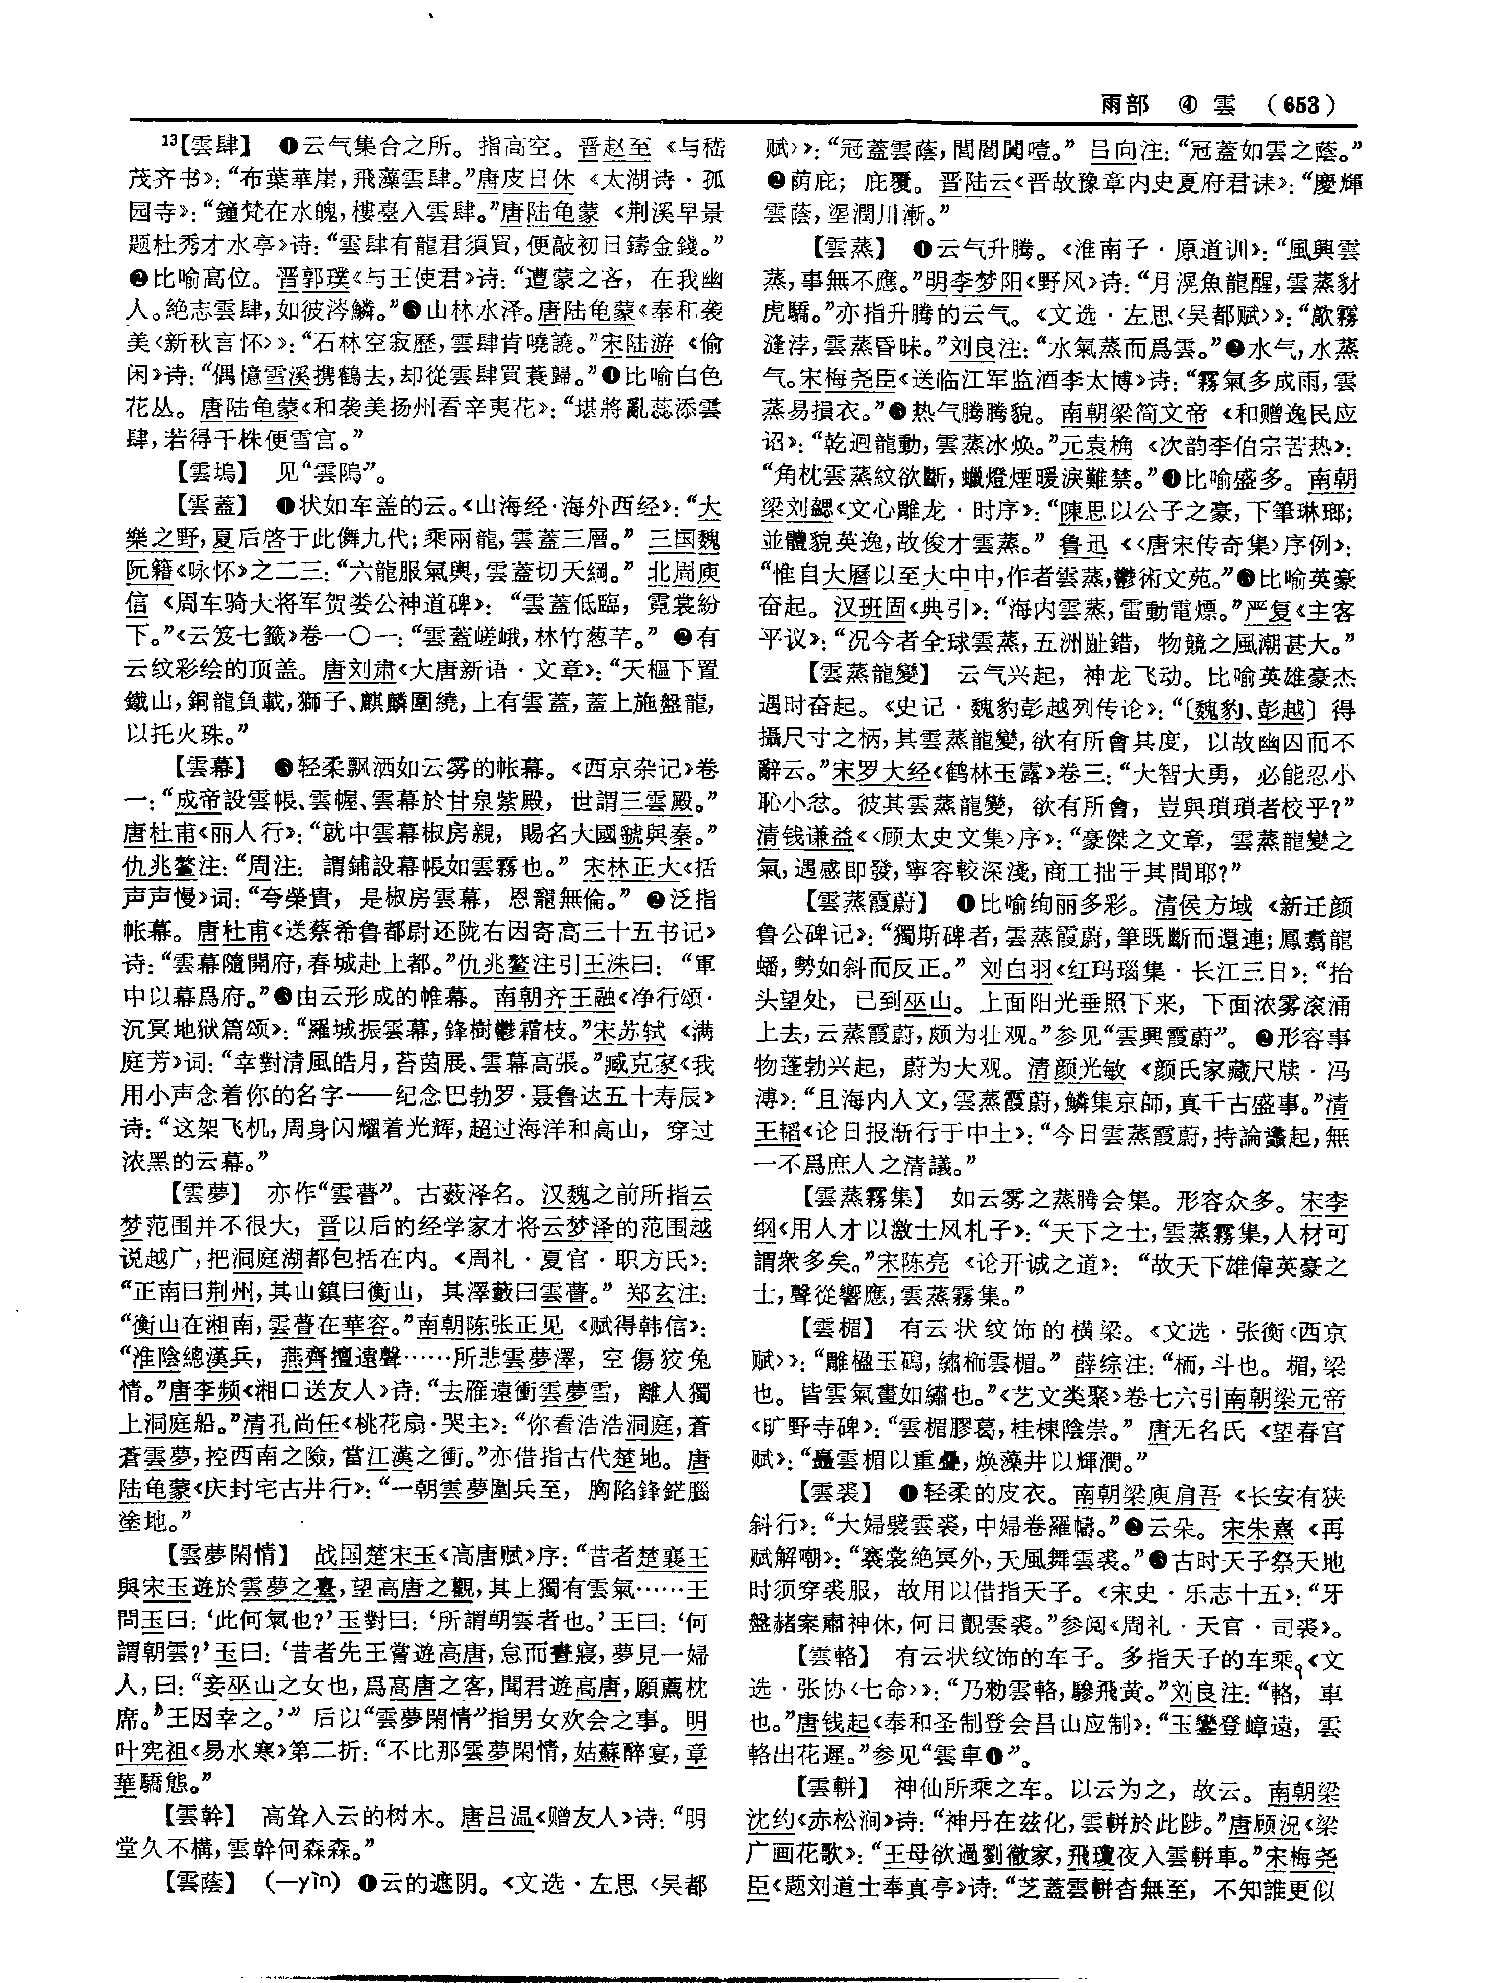 雨部 ④ 雲 （653）
13【雲肆】 ❶云气集合之所。指高空。晋赵至《与嵇
茂齐书》：“布葉華崖，飛藻雲肆。”唐皮日休《太湖诗·孤
园寺》：“鐘梵在水魄，樓臺入雲肆。”唐陆龟蒙《荆溪早景
题杜秀才水亭》诗：“雲肆有龍君須買，便敲初日鑄金錢。”
❷比喻高位。晋郭璞《与王使君》诗：“遭蒙之吝，在我幽
人。絶志雲肆，如彼涔鱗。”❸山林水泽。唐陆龟蒙《奉和袭
美〈新秋言怀〉》：“石林空寂歷，雲肆肯嘵譊。”宋陆游《偷
闲》诗：“偶憶雪溪携鶴去，却從雲肆買蓑歸。”❹比喻白色
花丛。唐陆龟蒙《和袭美扬州看辛夷花》：“堪將亂蕊添雲
肆，若得千株便雪宫。”
【雲塢】 见“雲隖”。
【雲蓋】 ❶状如车盖的云。《山海经·海外西经》：“大
樂之野，夏后啓于此儛九代；乘兩龍，雲蓋三層。”三国魏
阮籍《咏怀》之二三：“六龍服氣輿，雲蓋切天綱。”北周庾
信《周车骑大将军贺娄公神道碑》：“雲蓋低臨，霓裳紛
下。”《云笈七籤》卷一〇一：“雲蓋嵯峨，林竹葱芊。”❷有
云纹彩绘的顶盖。唐刘肃《大唐新语·文章》：“天樞下置
鐵山，銅龍負載，獅子、麒麟圍繞，上有雲蓋，蓋上施盤龍，
以托火珠。”
【雲幕】 ❶轻柔飘洒如云雾的帐幕。《西京杂记》卷
一：“成帝設雲帳、雲幄、雲幕於甘泉紫殿，世謂三雲殿。”
唐杜甫《丽人行》：“就中雲幕椒房親，賜名大國虢與秦。”
仇兆鳌注：“周注：謂鋪設幕帳如雲霧也。”宋林正大《括
声声慢》词：“夸榮貴，是椒房雲幕，恩寵無倫。”❷泛指
帐幕。唐杜甫《送蔡希鲁都尉还陇右因寄高三十五书记》
诗：“雲幕隨開府，春城赴上都。”仇兆鳌注引王洙曰：“軍
中以幕爲府。”❸由云形成的帷幕。南朝齐王融《净行颂·
沉冥地狱篇颂》：“羅城振雲幕，鋒樹鬱霜枝。”宋苏轼《满
庭芳》词：“幸對清風皓月，苔茵展、雲幕高張。”臧克家《我
用小声念着你的名字——纪念巴勃罗·聂鲁达五十寿辰》
诗：“这架飞机，周身闪耀着光辉，超过海洋和高山，穿过
浓黑的云幕。”
【雲夢】 亦作“雲瞢”。古薮泽名。汉魏之前所指云
梦范围并不很大，晋以后的经学家才将云梦泽的范围越
说越广，把洞庭湖都包括在内。《周礼·夏官·职方氏》：
“正南曰荆州，其山鎮曰衡山，其澤藪曰雲瞢。”郑玄注：
“衡山在湘南，雲瞢在華容。”南朝陈张正见《赋得韩信》：
“淮陰總漢兵，燕齊擅遠聲……所悲雲夢澤，空傷狡兔
情。”唐李频《湘口送友人》诗：“去雁遠衝雲夢雪，離人獨
上洞庭船。”清孔尚任《桃花扇·哭主》：“你看浩浩洞庭，蒼
蒼雲夢，控西南之險，當江漢之衝。”亦借指古代楚地。唐
陆龟蒙《庆封宅古井行》：“一朝雲夢圍兵至，胸陷鋒鋩腦
塗地。”
【雲夢閑情】 战国楚宋玉《高唐赋》序：“昔者楚襄王
與宋玉遊於雲夢之臺，望高唐之觀，其上獨有雲氣……王
問玉曰：‘此何氣也？’玉對曰：‘所謂朝雲者也。’王曰：‘何
謂朝雲？’玉曰：‘昔者先王嘗遊高唐，怠而晝寢，夢見一婦
人，曰：“妾巫山之女也，爲高唐之客，聞君遊高唐，願薦枕
席。”王因幸之。’”后以“雲夢閑情”指男女欢会之事。明
叶宪祖《易水寒》第二折：“不比那雲夢閑情，姑蘇醉宴，章
華驕態。”
【雲幹】 高耸入云的树木。唐吕温《赠友人》诗：“明
堂久不構，雲幹何森森。”
【雲蔭】 （—yìn）❶云的遮阴。《文选·左思〈吴都
赋〉》：“冠蓋雲蔭，閭閻闐噎。”吕向注：“冠蓋如雲之蔭。”
❷荫庇；庇覆。晋陆云《晋故豫章内史夏府君诔》：“慶輝
雲蔭，堊潤川漸。”
【雲蒸】 ❶云气升腾。《淮南子·原道训》：“風興雲
蒸，事無不應。”明李梦阳《野风》诗：“月滉魚龍醒，雲蒸豺
虎驕。”亦指升腾的云气。《文选·左思〈吴都赋〉》：“歊霧
漨浡，雲蒸昏昧。”刘良注：“水氣蒸而爲雲。”❷水气，水蒸
气。宋梅尧臣《送临江军监酒李太博》诗：“霧氣多成雨，雲
蒸易損衣。”❸热气腾腾貌。南朝梁简文帝《和赠逸民应
诏》：“乾迴龍動，雲蒸冰焕。”元袁桷《次韵李伯宗苦热》：
“角枕雲蒸紋欲斷，蠟燈煙暖淚難禁。”❹比喻盛多。南朝
梁刘勰《文心雕龙·时序》：“陳思以公子之豪，下筆琳瑯；
並體貌英逸，故俊才雲蒸。”鲁迅《〈唐宋传奇集〉序例》：
“惟自大曆以至大中中，作者雲蒸，鬱術文苑。”❺比喻英豪
奋起。汉班固《典引》：“海内雲蒸，雷動電熛。”严复《主客
平议》：“况今者全球雲蒸，五洲趾錯，物競之風潮甚大。”
【雲蒸龍變】 云气兴起，神龙飞动。比喻英雄豪杰
遇时奋起。《史记·魏豹彭越列传论》：“〔魏豹、彭越〕得
攝尺寸之柄，其雲蒸龍變，欲有所會其度，以故幽囚而不
辭云。”宋罗大经《鹤林玉露》卷三：“大智大勇，必能忍小
恥小忿。彼其雲蒸龍變，欲有所會，豈與瑣瑣者校乎？”
清钱谦益《〈顾太史文集〉序》：“豪傑之文章，雲蒸龍變之
氣，遇感即發，寧容較深淺，商工拙于其間耶？”
【雲蒸霞蔚】 ❶比喻绚丽多彩。清侯方域《新迁颜
鲁公碑记》：“獨斯碑者，雲蒸霞蔚，筆既斷而還連；鳳翥龍
蟠，勢如斜而反正。”刘白羽《红玛瑙集·长江三日》：“抬
头望处，已到巫山。上面阳光垂照下来，下面浓雾滚涌
上去，云蒸霞蔚，颇为壮观。”参见“雲興霞蔚”。❷形容事
物蓬勃兴起，蔚为大观。清颜光敏《颜氏家藏尺牍·冯
溥》：“且海内人文，雲蒸霞蔚，鱗集京師，真千古盛事。”清
王韬《论日报渐行于中土》：“今日雲蒸霞蔚，持論蠭起，無
一不爲庶人之清議。”
【雲蒸霧集】 如云雾之蒸腾会集。形容众多。宋李
纲《用人才以激士风札子》：“天下之士，雲蒸霧集，人材可
謂衆多矣。”宋陈亮《论开诚之道》：“故天下雄偉英豪之
士，聲從響應，雲蒸霧集。”
【雲楣】 有云状纹饰的横梁。《文选·张衡〈西京
赋〉》：“雕楹玉磶，繡栭雲楣。”薛综注：“栭，斗也。楣，梁
也。皆雲氣畫如繡也。”《艺文类聚》卷七六引南朝梁元帝
《旷野寺碑》：“雲楣膠葛，桂棟陰崇。”唐无名氏《望春宫
赋》：“矗雲楣以重疊，焕藻井以輝潤。”
【雲裘】 ❶轻柔的皮衣。南朝梁庾肩吾《长安有狭
斜行》：“大婦襞雲裘，中婦卷羅幬。”❷云朵。宋朱熹《再
赋解嘲》：“褰裳絶冥外，天風舞雲裘。”❸古时天子祭天地
时须穿裘服，故用以借指天子。《宋史·乐志十五》：“牙
盤赭案肅神休，何日覿雲裘。”参阅《周礼·天官·司裘》。
【雲輅】 有云状纹饰的车子。多指天子的车乘。《文
选·张协〈七命〉》：“乃勑雲輅，驂飛黄。”刘良注：“輅，車
也。”唐钱起《奉和圣制登会昌山应制》：“玉鑾登嶂遠，雲
輅出花遲。”参见“雲車❶”。
【雲軿】 神仙所乘之车。以云为之，故云。南朝梁
沈约《赤松涧》诗：“神丹在兹化，雲軿於此陟。”唐顾况《梁
广画花歌》：“王母欲過劉徹家，飛瓊夜入雲軿車。”宋梅尧
臣《题刘道士奉真亭》诗：“芝蓋雲軿杳無至，不知誰更似